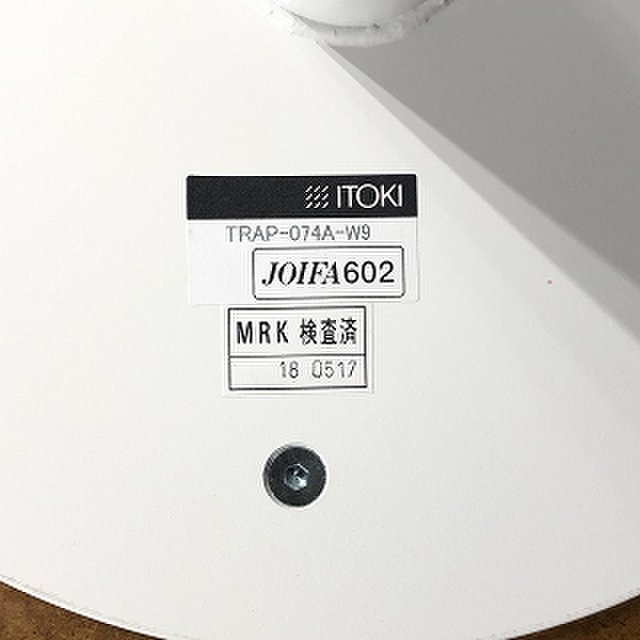 ITOKI
TRAP-074A-W9
JOIFA602
MRK 検査済
18 0517